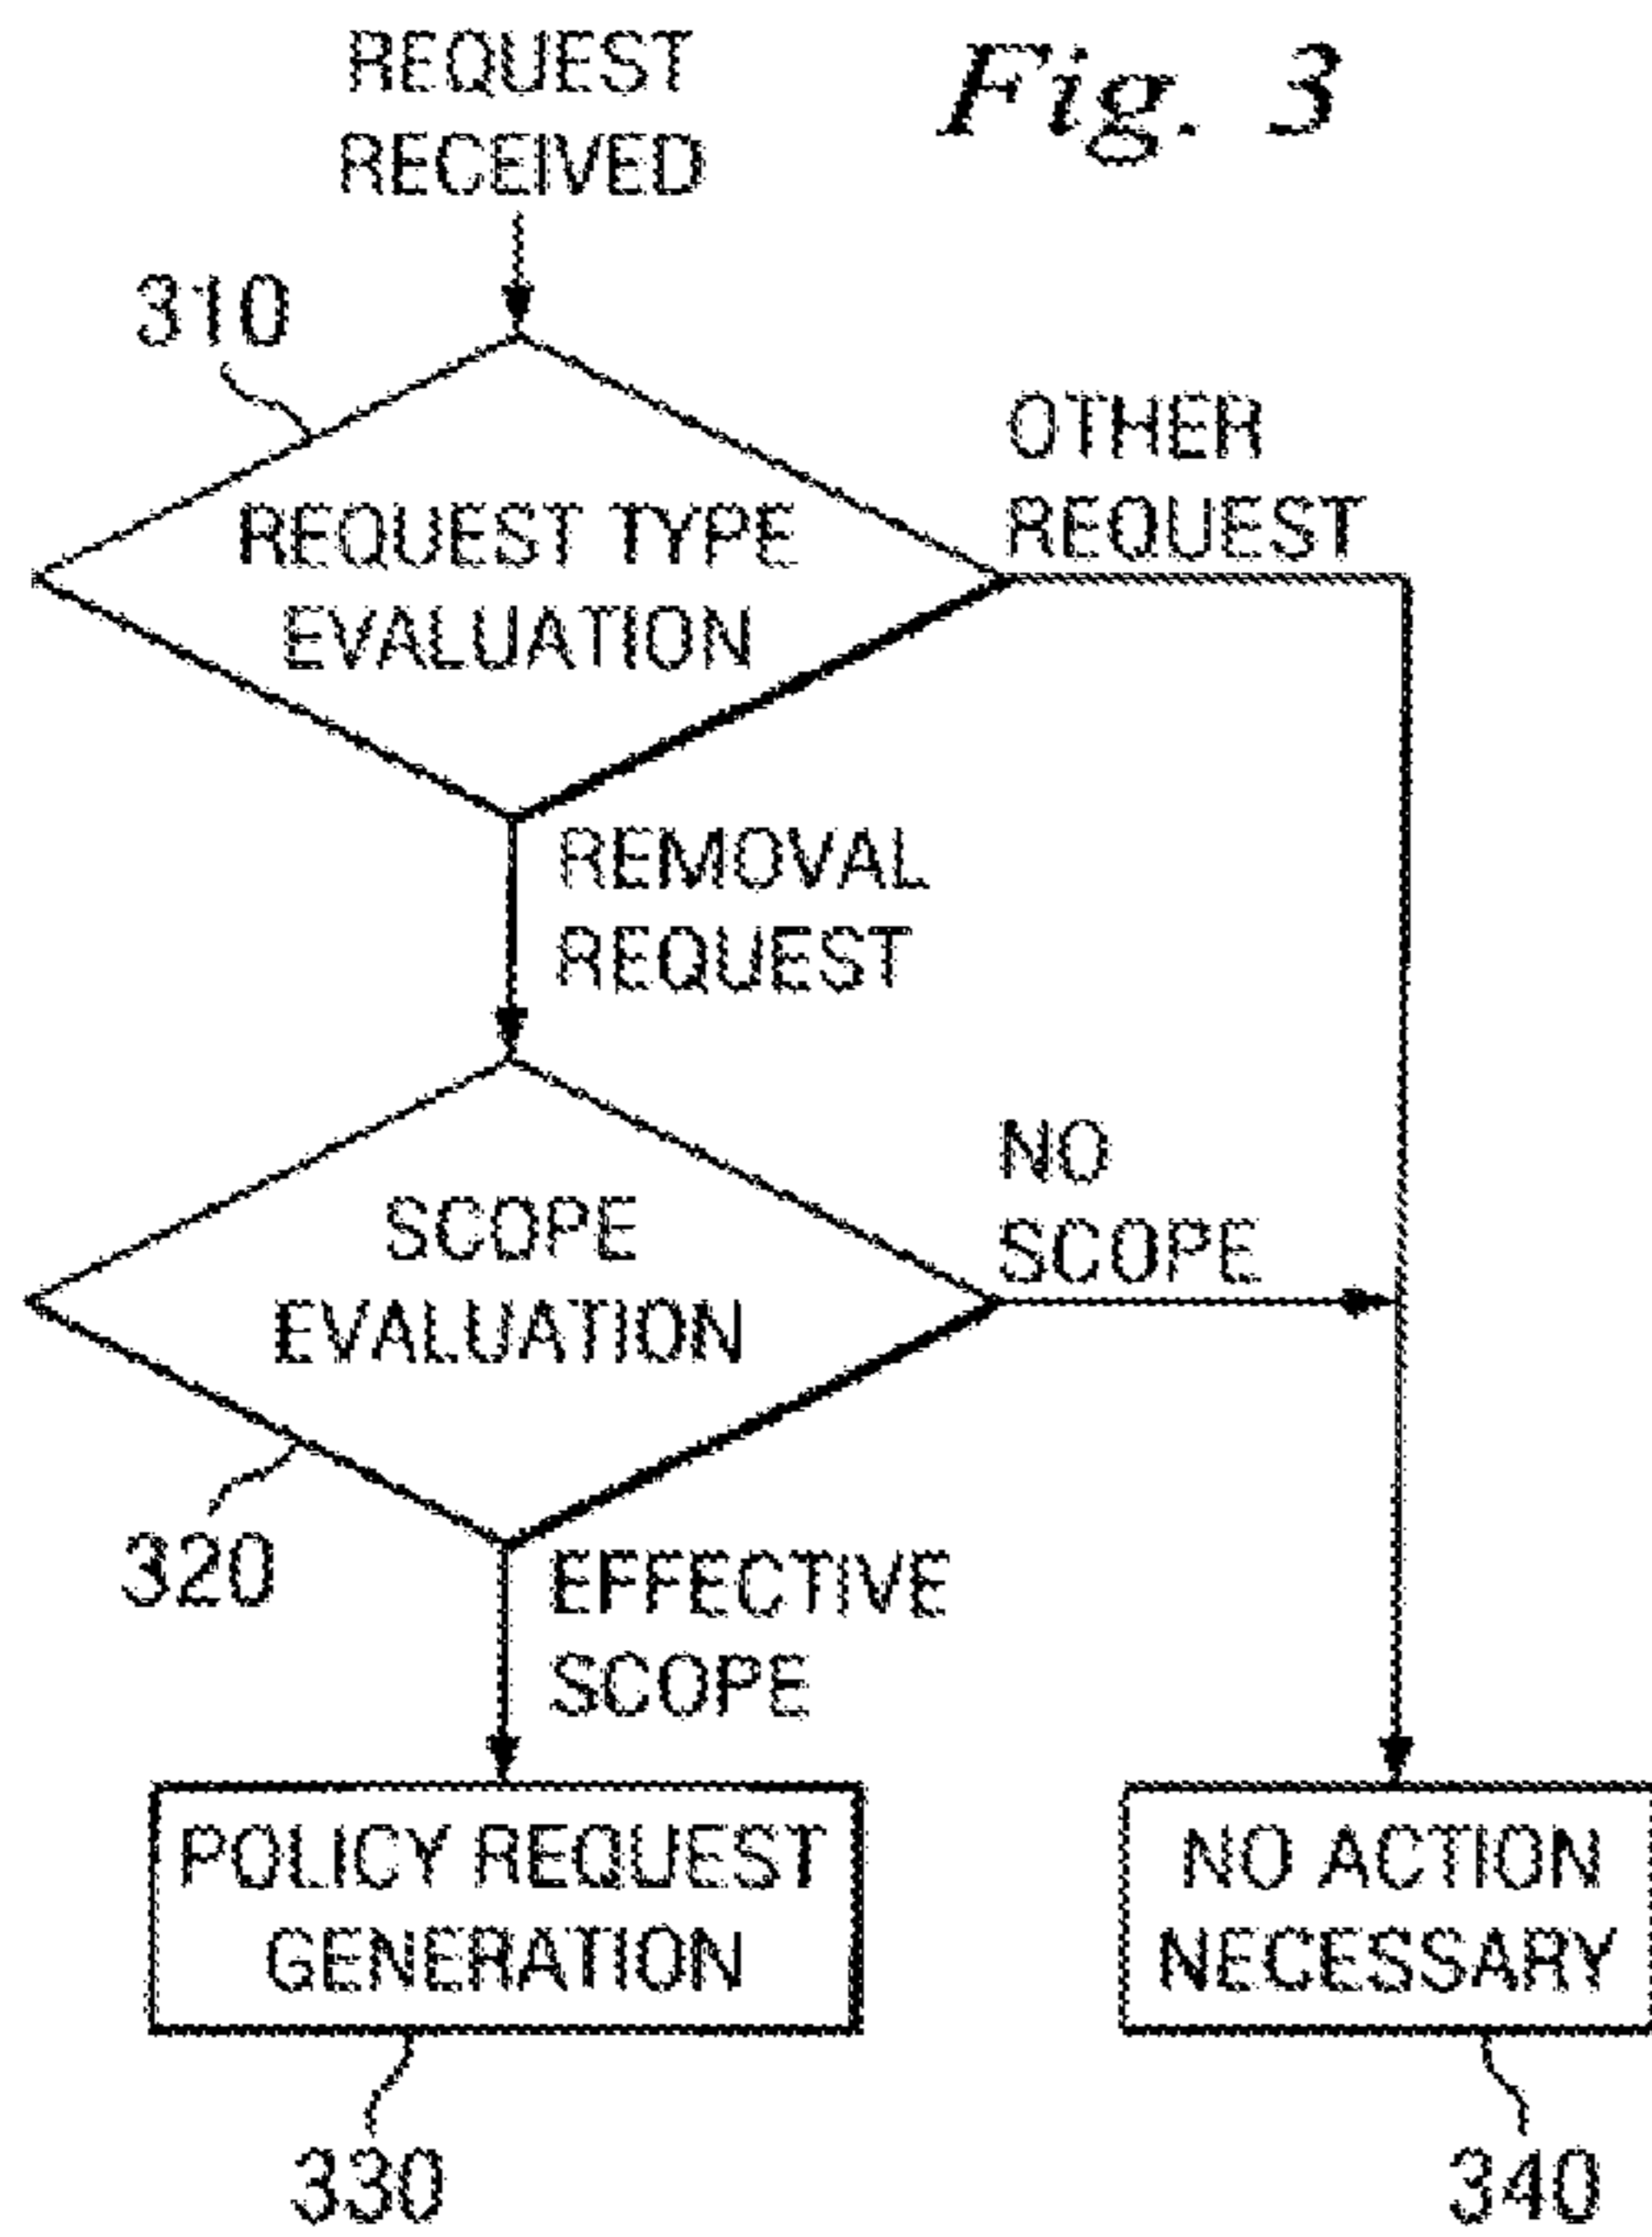 REQUEST
RECEIVED
Fig. 3
310
REQUEST TYPE
EVALUATION
OTHER
REQUEST
REMOVAL
REQUEST
SCOPE
EVALUATION
NO
SCOPE
320
EFFECTIVE
SCOPE
POLICY REQUEST
GENERATION
NO ACTION
NECESSARY
330
340